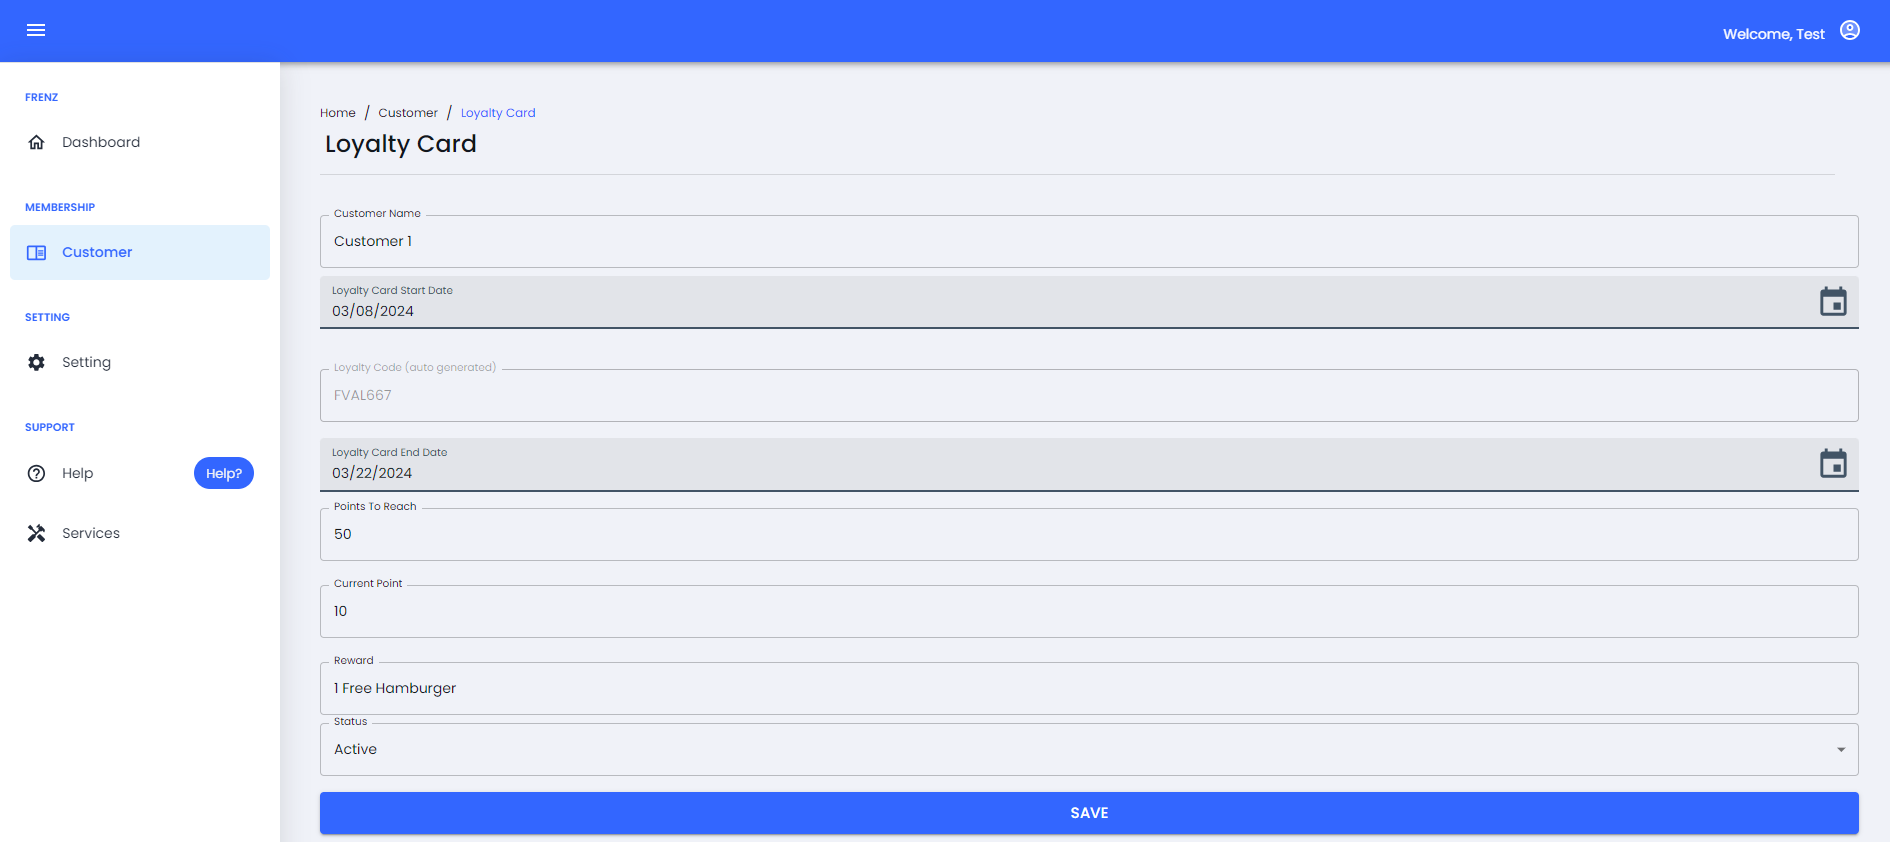 Welcome, Test
FRENZ
Dashboard
MEMBERSHIP
Customer
SETTING
Setting
SUPPORT
Help
Help?
Services
Home / Customer / Loyalty Card
Loyalty Card
Customer Name
Customer 1
Loyalty Card Start Date
03/08/2024
Loyalty Code (auto generated)
FVAL667
Loyalty Card End Date
03/22/2024
Points To Reach
50
Current Point
10
Reward
1 Free Hamburger
Status
Active
SAVE